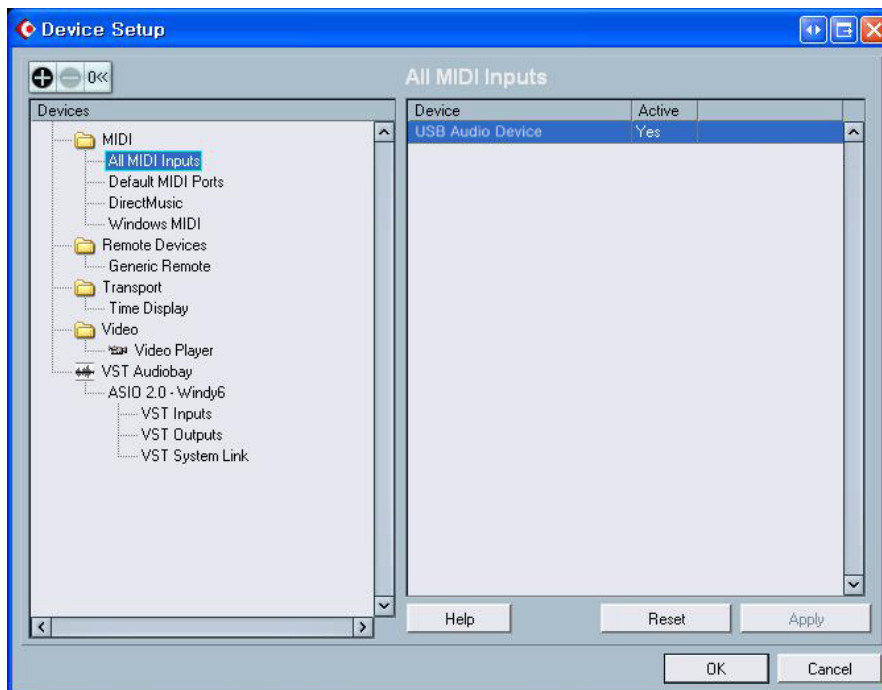 Device Setup
0<<
All MIDI Inputs
Devices
MIDI
All MIDI Inputs
Default MIDI Ports
DirectMusic
Windows MIDI
Remote Devices
Generic Remote
Transport
Time Display
Video
Video Player
VST Audiobay
ASIO 2.0 - Windy6
VST Inputs
VST Outputs
VST System Link
Device Active
USB Audio Device Yes
Help Reset Apply
OK Cancel